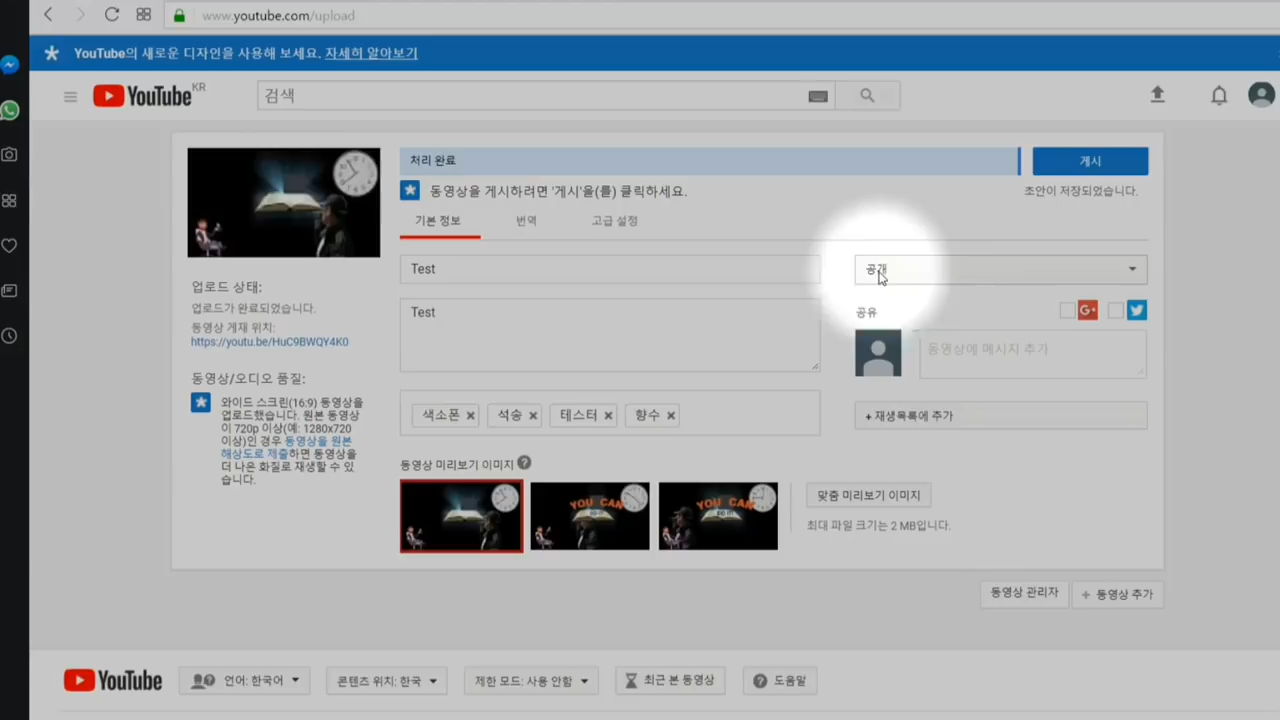 www.youtube.com/upload
YouTube의 새로운 디자인을 사용해 보세요. 자세히 알아보기
YouTube KR
검색
처리 완료
게시
동영상을 게시하려면 '게시'을(를) 클릭하세요.
초안이 저장되었습니다.
기본 정보 번역 고급 설정
Test
공개
Test
공유
G+
동영상에 메시지 추가
업로드 상태:
업로드가 완료되었습니다.
동영상 게재 위치:
https://youtu.be/HuC9BWQY4K0
동영상/오디오 품질:
와이드 스크린(16:9) 동영상을
업로드했습니다. 원본 동영상
이 720p 이상(예: 1280x720
이상)인 경우 동영상을 원본
해상도로 제출하면 동영상을
더 나은 화질로 재생할 수 있
습니다.
색소폰 석송 테스터 향수
+ 재생목록에 추가
동영상 미리보기 이미지
YOU CAN
DO IT!
YOU CAN
DO IT!
맞춤 미리보기 이미지
최대 파일 크기는 2 MB입니다.
동영상 관리자
+ 동영상 추가
YouTube
언어: 한국어
콘텐츠 위치: 한국
제한 모드: 사용 안함
최근 본 동영상
도움말